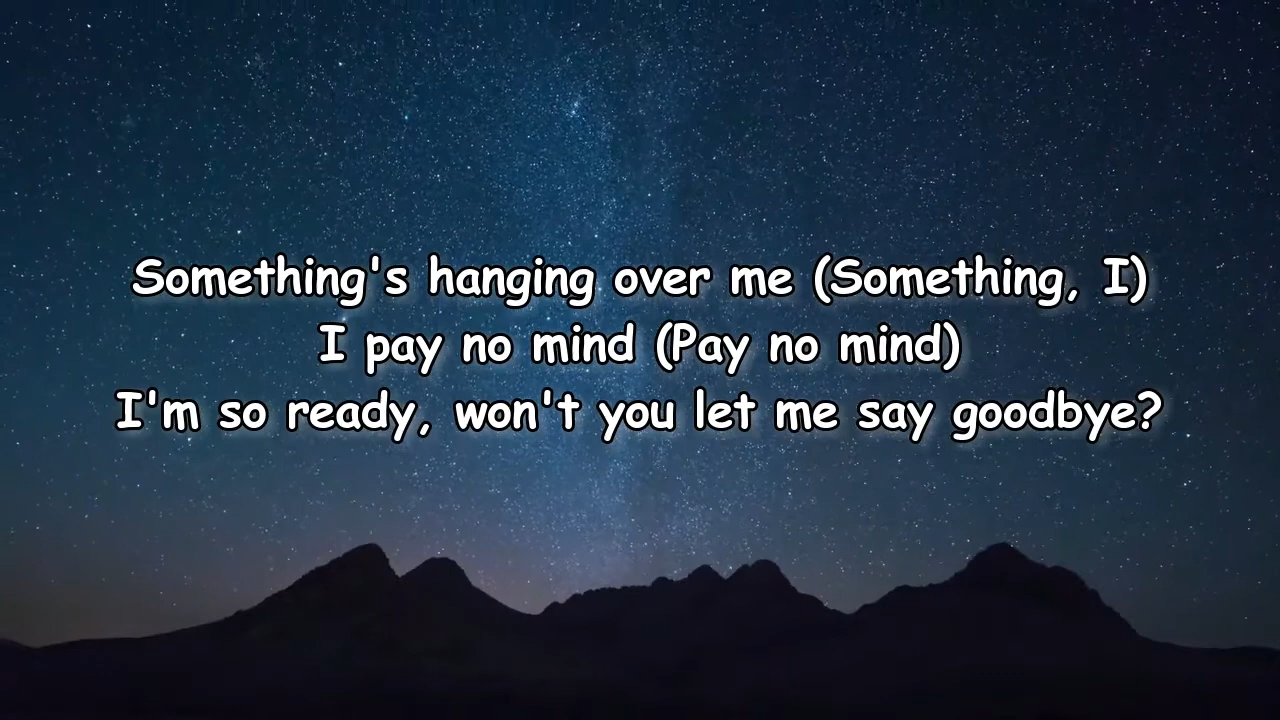 Something's hanging over me (Something, I)
I pay no mind (Pay no mind)
I'm so ready, won't you let me say goodbye?